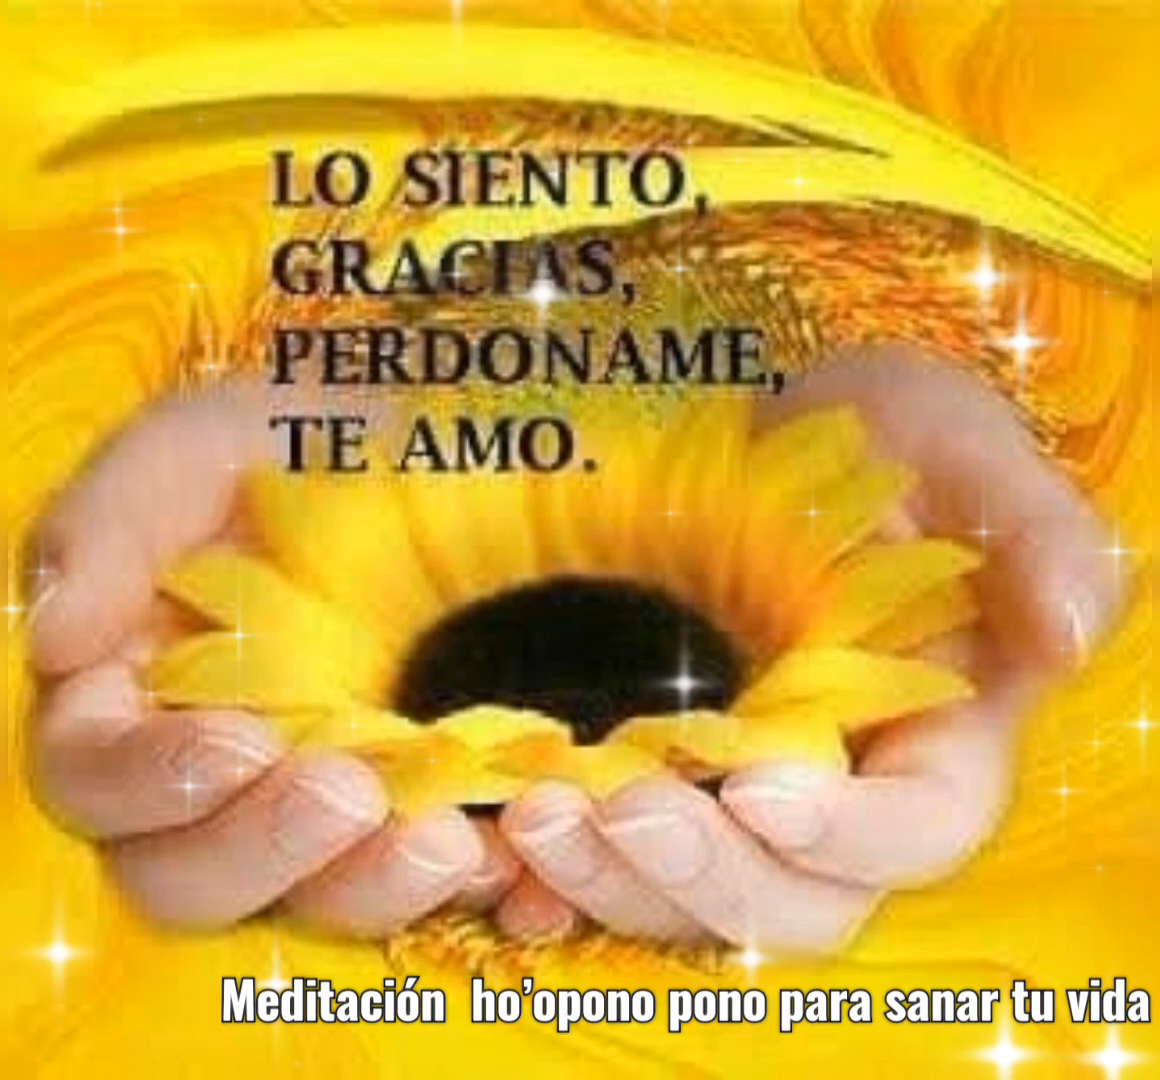 LO SIENTO,
GRACIAS,
PERDONAME,
TE AMO.
Meditación ho’opono pono para sanar tu vida